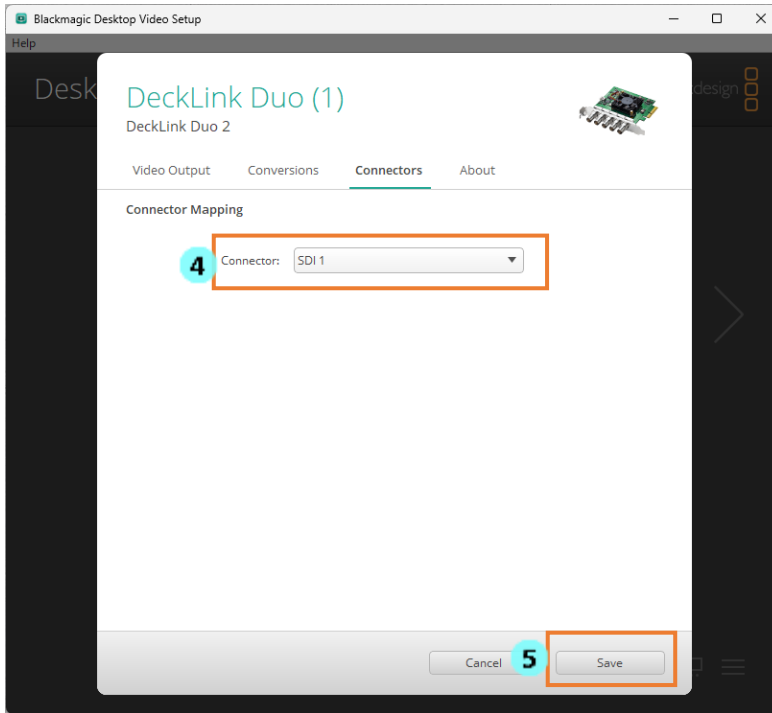 Blackmagic Desktop Video Setup
Help
Desk
design
DeckLink Duo (1)
DeckLink Duo 2
Video Output Conversions Connectors About
Connector Mapping
4 Connector: SDI 1
Cancel 5 Save